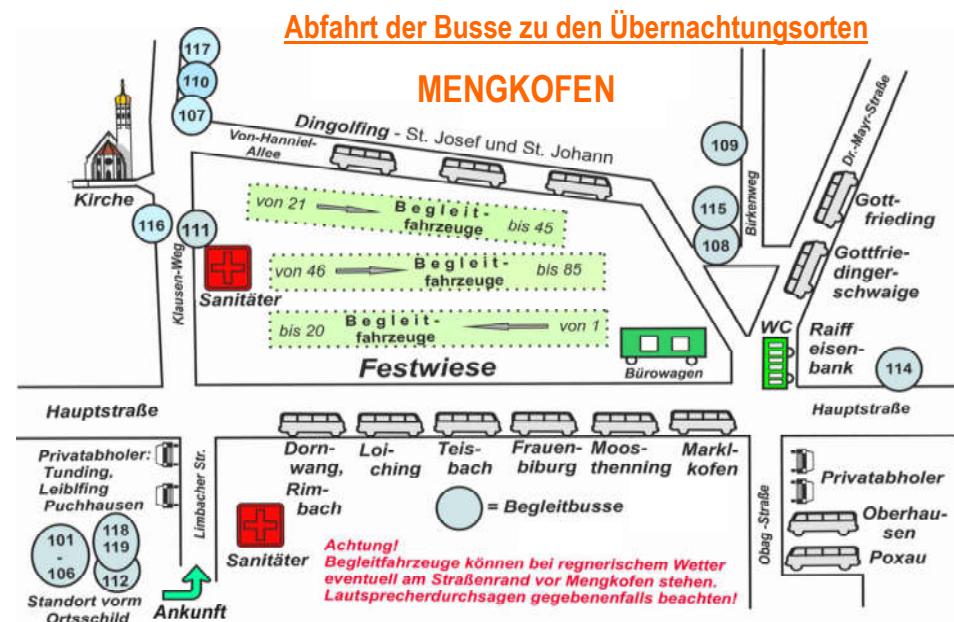 Abfahrt der Busse zu den Übernachtungsorten
MENGKOFEN
117
110
107
Dingolfing - St. Josef und St. Johann
Von-Hanniel-
Allee
Kirche
116
111
Klausen-Weg
Sanitäter
von 21
Begleit-
fahrzeuge
bis 45
von 46
Begleit-
fahrzeuge
bis 85
bis 20
Begleit-
fahrzeuge
von 1
Festwiese
Bürowagen
109
115
108
Birkenweg
Dr.-Mayr-Straße
Gott-
frieding
Gottfrie-
dinger-
schwaige
WC
Raiff
eisen-
bank
114
Hauptstraße
Hauptstraße
Dorn-
wang,
Rim-
bach
Loi-
ching
Teis-
bach
Frauen-
biburg
Moos-
thenning
Markl-
kofen
Privatabholer:
Tunding,
Leiblfing
Puchhausen
Limbacher Str.
101
-
106
118
119
112
Standort vorm
Ortsschild
Ankunft
Sanitäter
= Begleitbusse
Achtung!
Begleitfahrzeuge können bei regnerischem Wetter
eventuell am Straßenrand vor Mengkofen stehen.
Lautsprecherdurchsagen gegebenenfalls beachten!
Obag -Straße
Privatabholer
Oberhau-
sen
Poxau